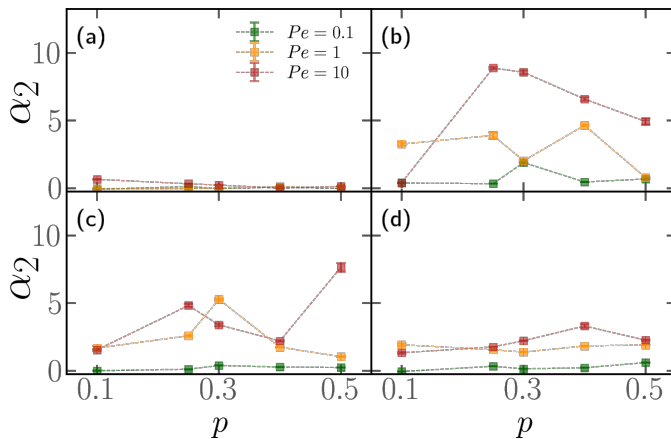 (a)
Pe = 0.1
Pe = 1
Pe = 10
(b)
10
5
0
α₂
(c)
(d)
10
5
0
α₂
0.1
0.3
0.5
0.1
0.3
0.5
p
p